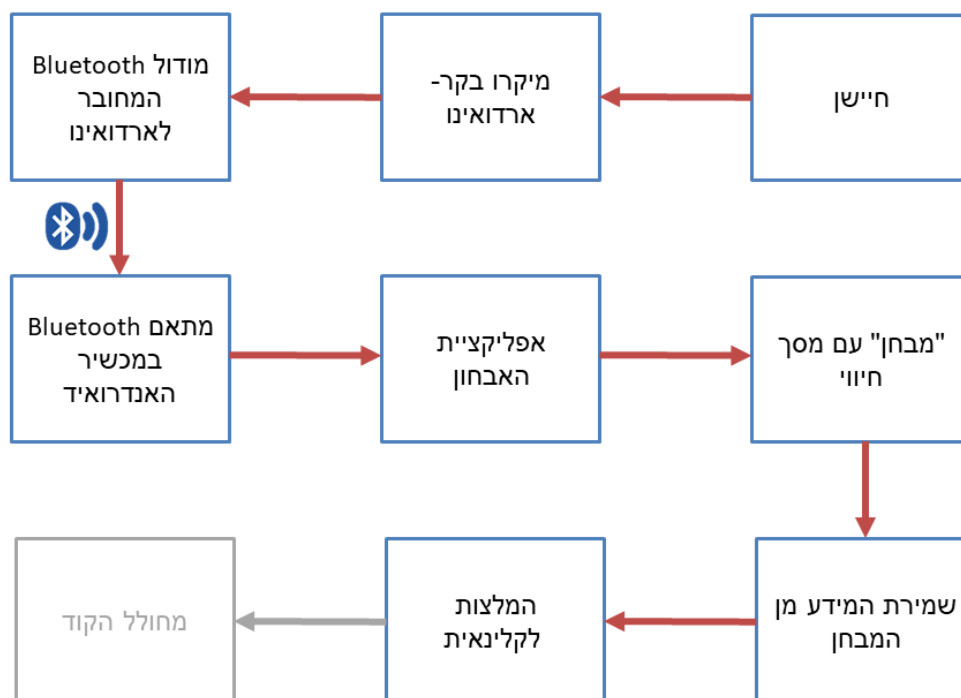 חיישן
מיקרו בקר-
ארדואינו
מודול Bluetooth
המחובר
לארדואינו
מתאם Bluetooth
במכשיר
האנדרואיד
אפליקציית
האבחון
"מבחן" עם מסך
חיווי
שמירת המידע מן
המבחן
המלצות
לקלינאית
מחולל הקוד